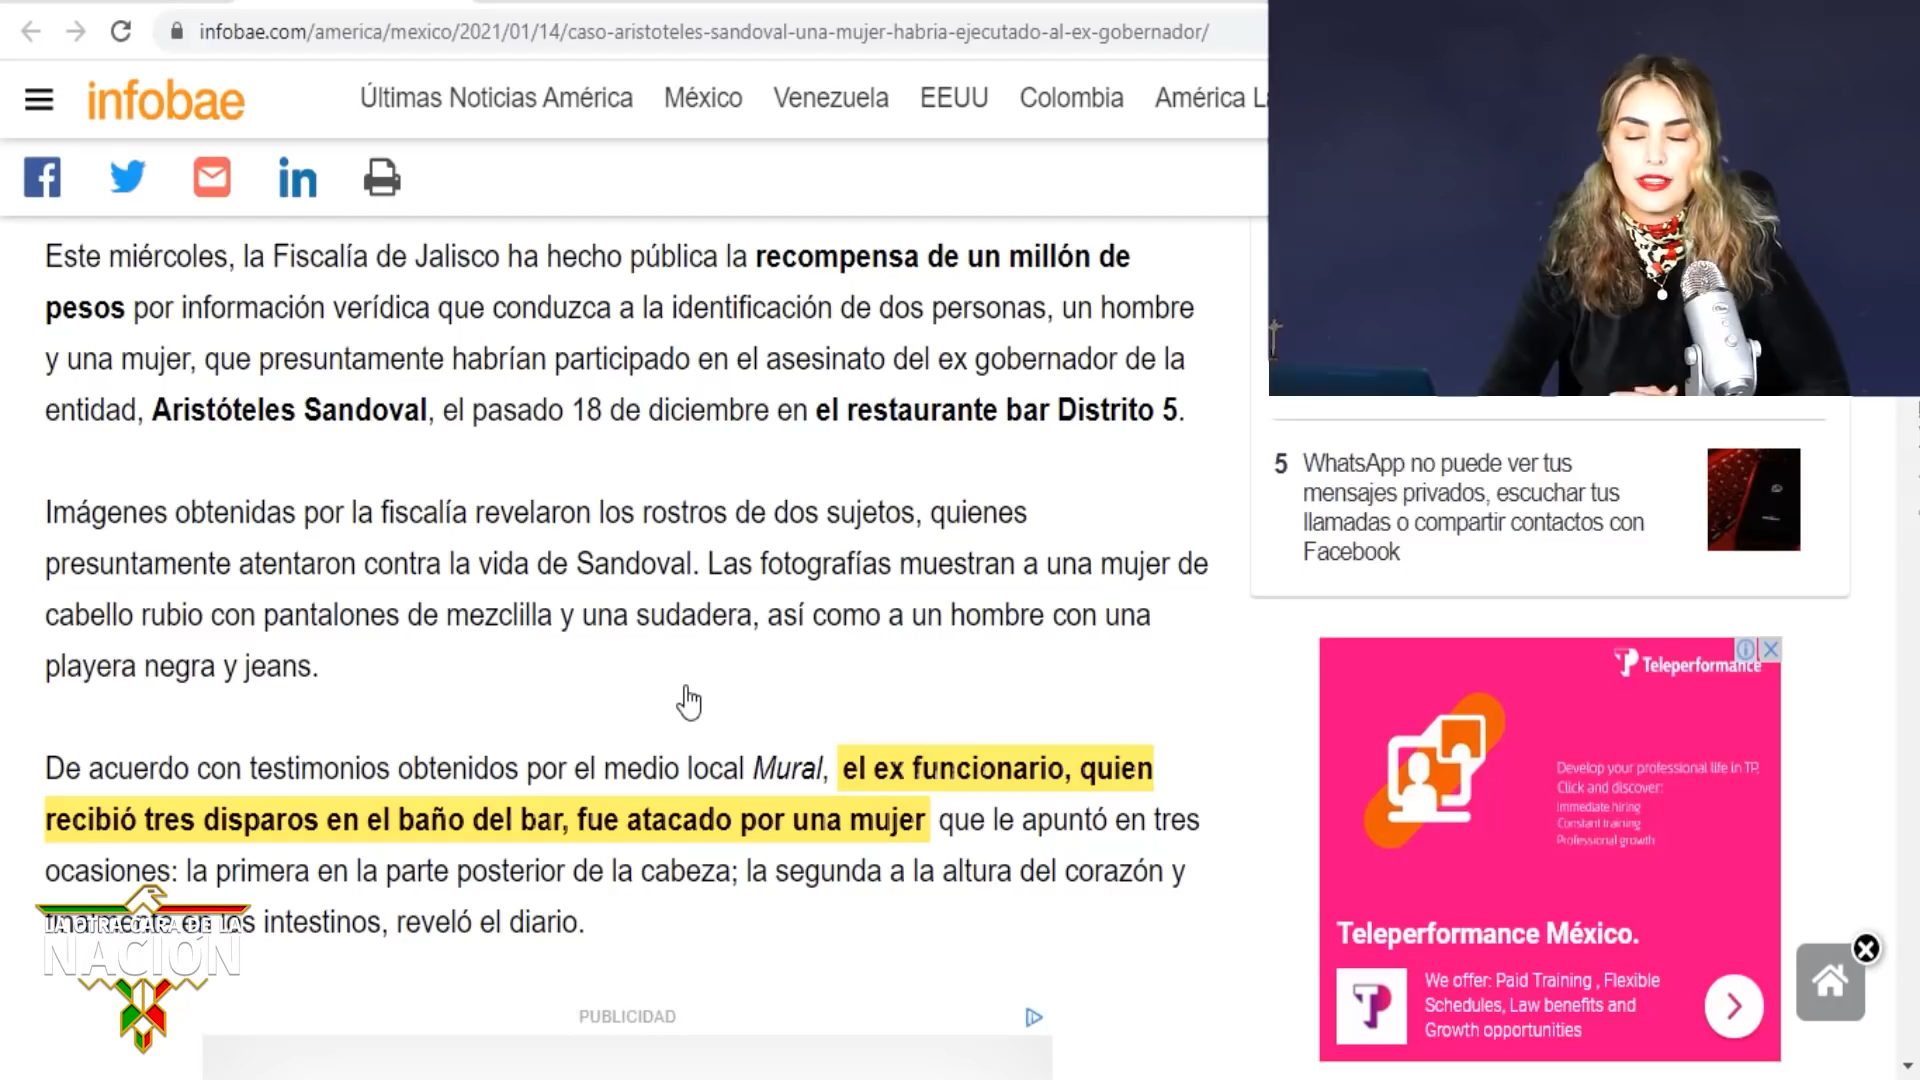 infobae.com/america/mexico/2021/01/14/caso-aristoteles-sandoval-una-mujer-habria-ejecutado-al-ex-gobernador/
infobae
Últimas Noticias América México Venezuela EEUU Colombia América La
Este miércoles, la Fiscalía de Jalisco ha hecho pública la recompensa de un millón de
pesos por información verídica que conduzca a la identificación de dos personas, un hombre
y una mujer, que presuntamente habrían participado en el asesinato del ex gobernador de la
entidad, Aristóteles Sandoval, el pasado 18 de diciembre en el restaurante bar Distrito 5.
Imágenes obtenidas por la fiscalía revelaron los rostros de dos sujetos, quienes
presuntamente atentaron contra la vida de Sandoval. Las fotografías muestran a una mujer de
cabello rubio con pantalones de mezclilla y una sudadera, así como a un hombre con una
playera negra y jeans.
De acuerdo con testimonios obtenidos por el medio local Mural, el ex funcionario, quien
recibió tres disparos en el baño del bar, fue atacado por una mujer que le apuntó en tres
ocasiones: la primera en la parte posterior de la cabeza; la segunda a la altura del corazón y
finalmente en los intestinos, reveló el diario.
LA OTRA CARA DE LA
NACIÓN
PUBLICIDAD
5 WhatsApp no puede ver tus
mensajes privados, escuchar tus
llamadas o compartir contactos con
Facebook
Teleperformance
Develop your professional life in TP,
Click and discover:
Immediate hiring
Constant training
Professional growth
Teleperformance México.
We offer: Paid Training , Flexible
Schedules, Law benefits and
Growth opportunities